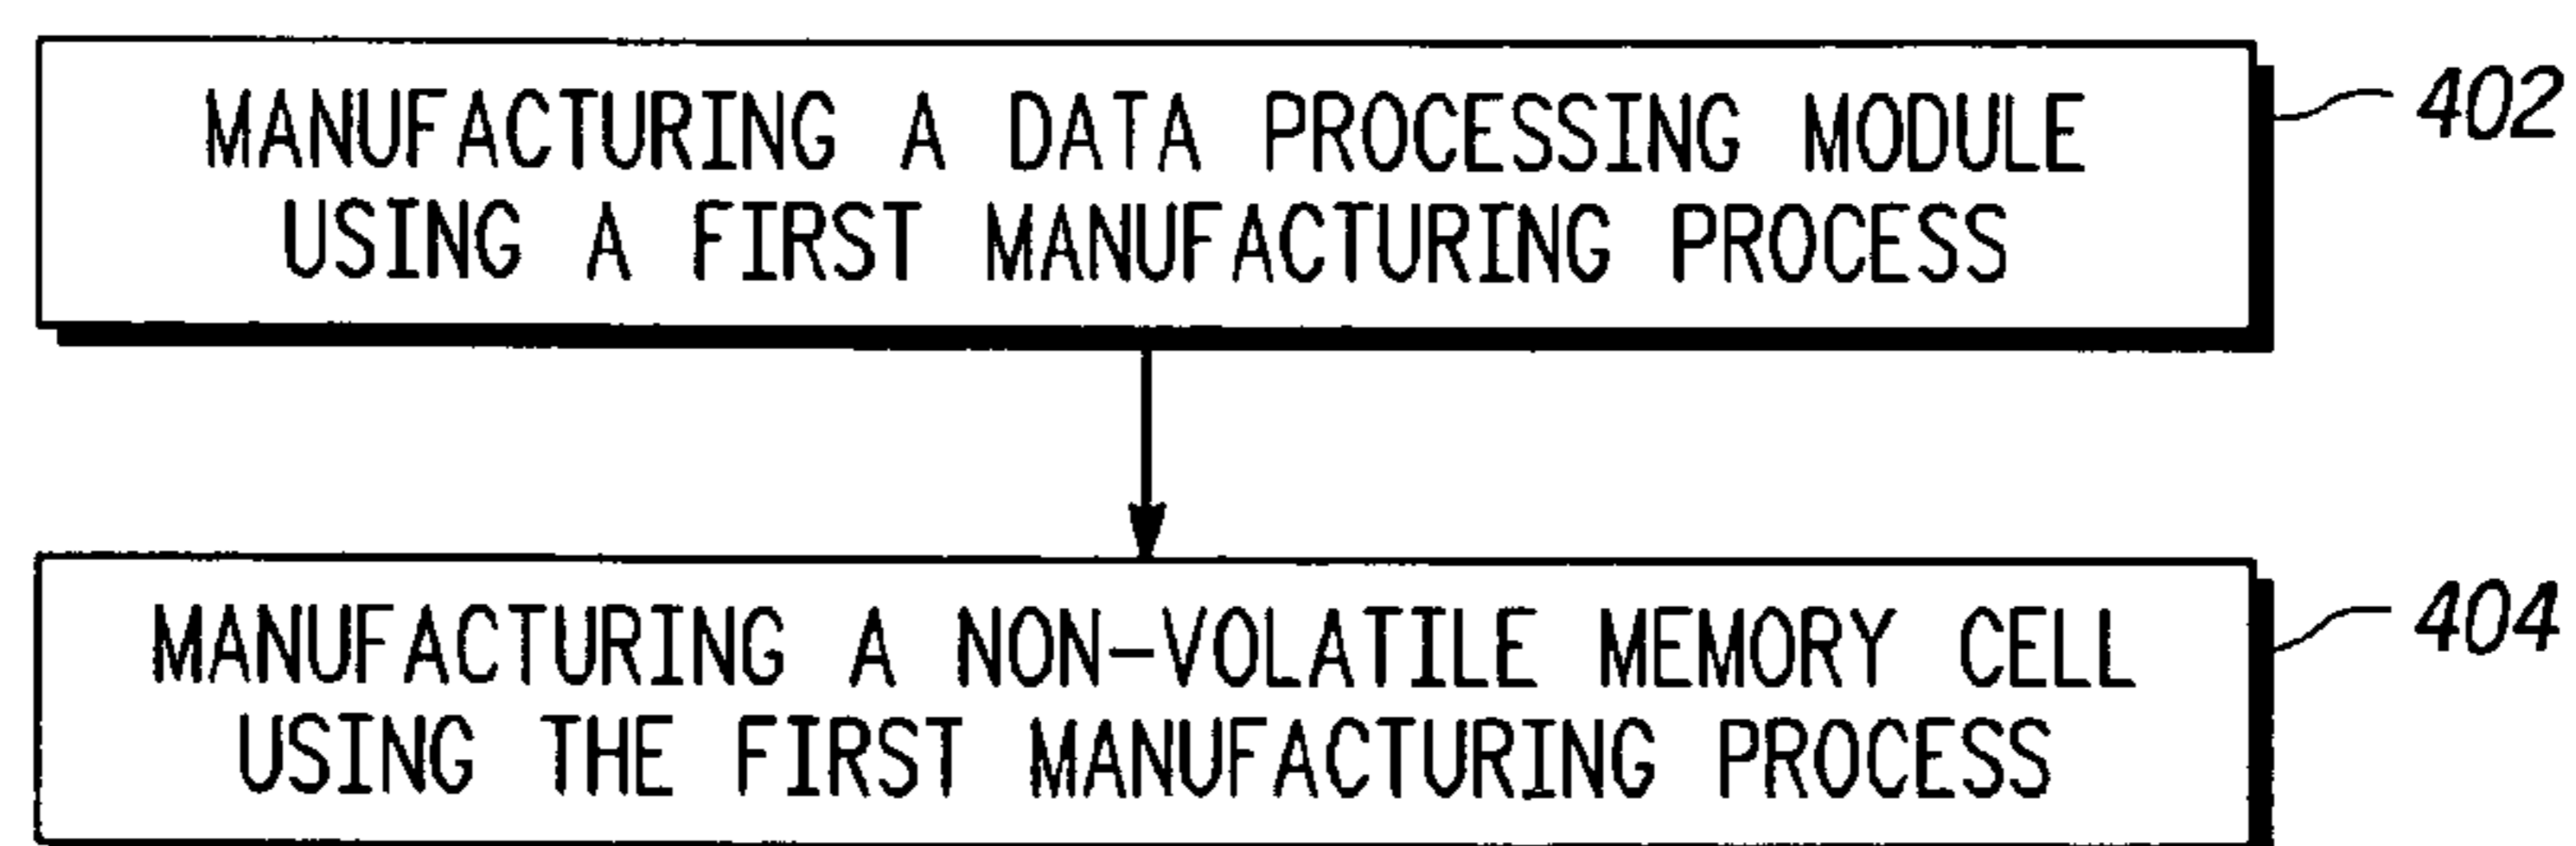 MANUFACTURING A DATA PROCESSING MODULE
USING A FIRST MANUFACTURING PROCESS
402
MANUFACTURING A NON-VOLATILE MEMORY CELL
USING THE FIRST MANUFACTURING PROCESS
404